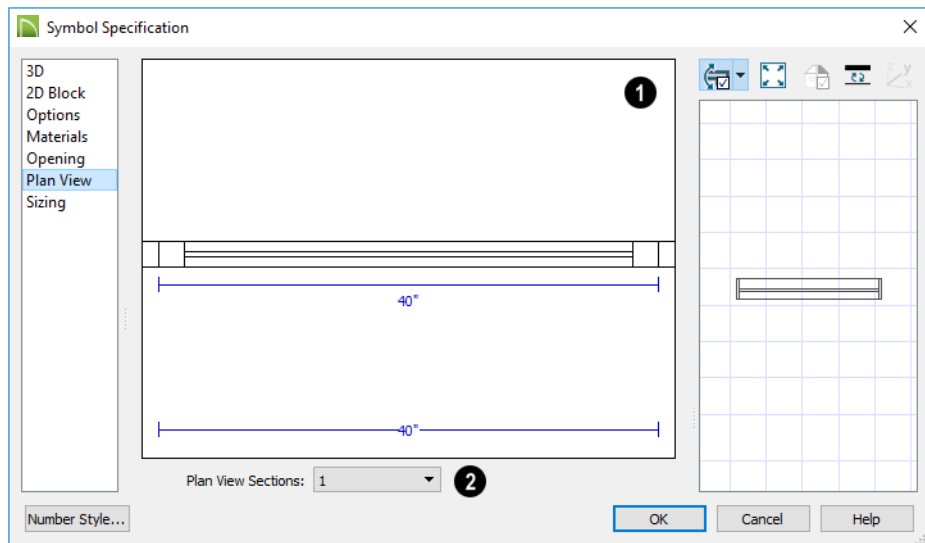 Symbol Specification
3D
2D Block
Options
Materials
Opening
Plan View
Sizing
1
40"
40"
Plan View Sections: 1
2
z y
x
Number Style...
OK
Cancel
Help